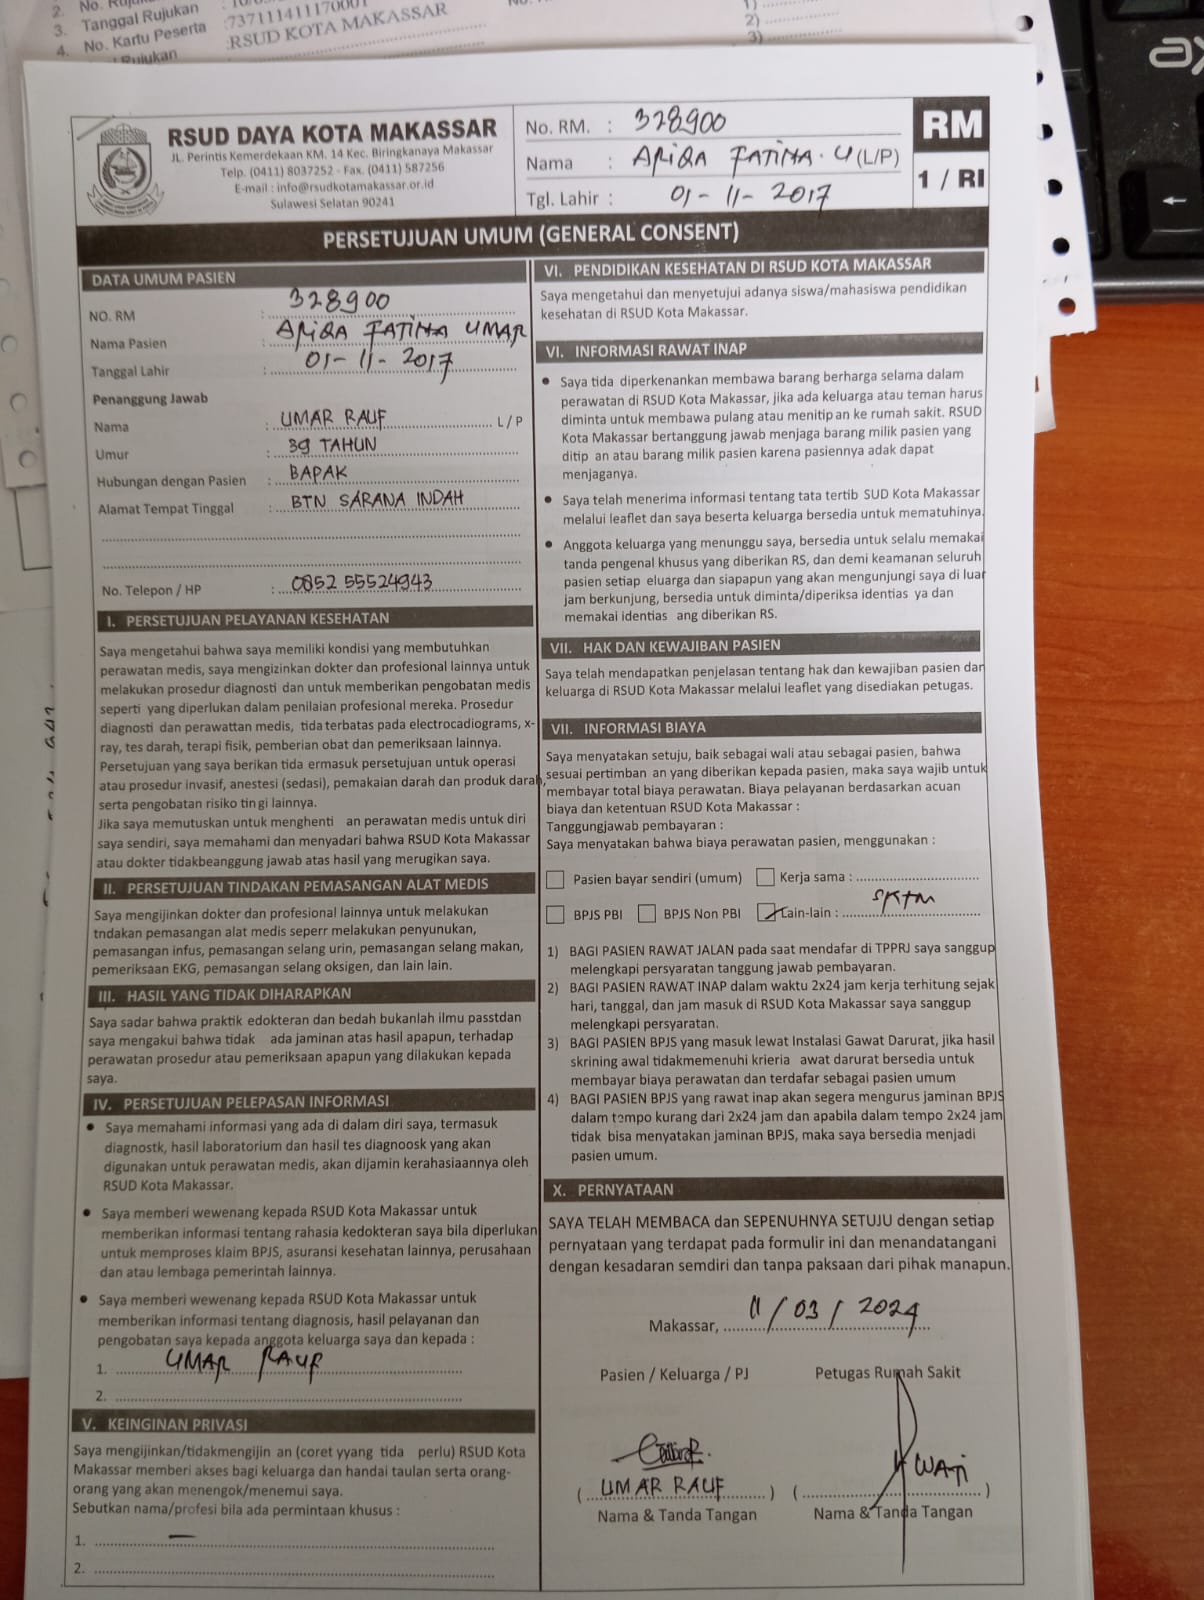 2. No.
3. Tanggal Rujukan
4. No. Kartu Peserta
Rujukan
:RSUD KOTA MAKASSAR
1)
2)
3)
RSUD DAYA KOTA MAKASSAR
JL. Perintis Kemerdekaan KM. 14 Kec. Biringkanaya Makassar
Telp. (0411) 8037252 - Fax. (0411) 587256
E-mail : info@rsudkotamakassar.or.id
Sulawesi Selatan 90241
No. RM. : 328900
Nama : FATIMA. U (L/P)
Tgl. Lahir : 01-11-2017
RM
1 / RI
PERSETUJUAN UMUM (GENERAL CONSENT)
DATA UMUM PASIEN
NO. RM : 328900
Nama Pasien : FATIMA UMAR
Tanggal Lahir : 01-11-2017
Penanggung Jawab
Nama : UMAR RAUF L / P
Umur : 39 TAHUN
Hubungan dengan Pasien : BAPAK
Alamat Tempat Tinggal : BTN SARANA INDAH
No. Telepon / HP : 0852 55524943
I. PERSETUJUAN PELAYANAN KESEHATAN
Saya mengetahui bahwa saya memiliki kondisi yang membutuhkan
perawatan medis, saya mengizinkan dokter dan profesional lainnya untuk
melakukan prosedur diagnosti dan untuk memberikan pengobatan medis
seperti yang diperlukan dalam penilaian profesional mereka. Prosedur
diagnosti dan perawattan medis, tida terbatas pada electrocadiograms, x-
ray, tes darah, terapi fisik, pemberian obat dan pemeriksaan lainnya.
Persetujuan yang saya berikan tida ermasuk persetujuan untuk operasi
atau prosedur invasif, anestesi (sedasi), pemakaian darah dan produk darah,
serta pengobatan risiko tin gi lainnya.
Jika saya memutuskan untuk menghenti an perawatan medis untuk diri
saya sendiri, saya memahami dan menyadari bahwa RSUD Kota Makassar
atau dokter tidakbeanggung jawab atas hasil yang merugikan saya.
II. PERSETUJUAN TINDAKAN PEMASANGAN ALAT MEDIS
Saya mengijinkan dokter dan profesional lainnya untuk melakukan
tndakan pemasangan alat medis seperr melakukan penyunukan,
pemasangan infus, pemasangan selang urin, pemasangan selang makan,
pemeriksaan EKG, pemasangan selang oksigen, dan lain lain.
III. HASIL YANG TIDAK DIHARAPKAN
Saya sadar bahwa praktik edokteran dan bedah bukanlah ilmu passtdan
saya mengakui bahwa tidak ada jaminan atas hasil apapun, terhadap
perawatan prosedur atau pemeriksaan apapun yang dilakukan kepada
saya.
IV. PERSETUJUAN PELEPASAN INFORMASI
• Saya memahami informasi yang ada di dalam diri saya, termasuk
diagnostk, hasil laboratorium dan hasil tes diagnoosk yang akan
digunakan untuk perawatan medis, akan dijamin kerahasiaannya oleh
RSUD Kota Makassar.
• Saya memberi wewenang kepada RSUD Kota Makassar untuk
memberikan informasi tentang rahasia kedokteran saya bila diperlukan
untuk memproses klaim BPJS, asuransi kesehatan lainnya, perusahaan
dan atau lembaga pemerintah lainnya.
• Saya memberi wewenang kepada RSUD Kota Makassar untuk
memberikan informasi tentang diagnosis, hasil pelayanan dan
pengobatan saya kepada anggota keluarga saya dan kepada :
1. UMAR RAUF
2.
V. KEINGINAN PRIVASI
Saya mengijinkan/tidakmengijin an (coret yyang tida perlu) RSUD Kota
Makassar memberi akses bagi keluarga dan handai taulan serta orang-
orang yang akan menengok/menemui saya.
Sebutkan nama/profesi bila ada permintaan khusus :
1. –
2.
VI. PENDIDIKAN KESEHATAN DI RSUD KOTA MAKASSAR
Saya mengetahui dan menyetujui adanya siswa/mahasiswa pendidikan
kesehatan di RSUD Kota Makassar.
VI. INFORMASI RAWAT INAP
• Saya tida diperkenankan membawa barang berharga selama dalam
perawatan di RSUD Kota Makassar, jika ada keluarga atau teman harus
diminta untuk membawa pulang atau menitip an ke rumah sakit. RSUD
Kota Makassar bertanggung jawab menjaga barang milik pasien yang
ditip an atau barang milik pasien karena pasiennya adak dapat
menjaganya.
• Saya telah menerima informasi tentang tata tertib SUD Kota Makassar
melalui leaflet dan saya beserta keluarga bersedia untuk mematuhinya.
• Anggota keluarga yang menunggu saya, bersedia untuk selalu memakai
tanda pengenal khusus yang diberikan RS, dan demi keamanan seluruh
pasien setiap eluarga dan siapapun yang akan mengunjungi saya di luar
jam berkunjung, bersedia untuk diminta/diperiksa identias ya dan
memakai identias ang diberikan RS.
VII. HAK DAN KEWAJIBAN PASIEN
Saya telah mendapatkan penjelasan tentang hak dan kewajiban pasien dan
keluarga di RSUD Kota Makassar melalui leaflet yang disediakan petugas.
VII. INFORMASI BIAYA
Saya menyatakan setuju, baik sebagai wali atau sebagai pasien, bahwa
sesuai pertimban an yang diberikan kepada pasien, maka saya wajib untuk
membayar total biaya perawatan. Biaya pelayanan berdasarkan acuan
biaya dan ketentuan RSUD Kota Makassar :
Tanggungjawab pembayaran :
Saya menyatakan bahwa biaya perawatan pasien, menggunakan :
Pasien bayar sendiri (umum) Kerja sama :
BPJS PBI BPJS Non PBI Lain-lain : SKTM
1) BAGI PASIEN RAWAT JALAN pada saat mendafar di TPPRJ saya sanggup
melengkapi persyaratan tanggung jawab pembayaran.
2) BAGI PASIEN RAWAT INAP dalam waktu 2x24 jam kerja terhitung sejak
hari, tanggal, dan jam masuk di RSUD Kota Makassar saya sanggup
melengkapi persyaratan.
3) BAGI PASIEN BPJS yang masuk lewat Instalasi Gawat Darurat, jika hasil
skrining awal tidakmemenuhi krieria awat darurat bersedia untuk
membayar biaya perawatan dan terdafar sebagai pasien umum
4) BAGI PASIEN BPJS yang rawat inap akan segera mengurus jaminan BPJS
dalam tempo kurang dari 2x24 jam dan apabila dalam tempo 2x24 jam
tidak bisa menyatakan jaminan BPJS, maka saya bersedia menjadi
pasien umum.
X. PERNYATAAN
SAYA TELAH MEMBACA dan SEPENUHNYA SETUJU dengan setiap
pernyataan yang terdapat pada formulir ini dan menandatangani
dengan kesadaran semdiri dan tanpa paksaan dari pihak manapun.
Makassar, 11 / 03 / 2024
Pasien / Keluarga / PJ Petugas Rumah Sakit
( UMAR RAUF ) ( WATI )
Nama & Tanda Tangan Nama & Tanda Tangan